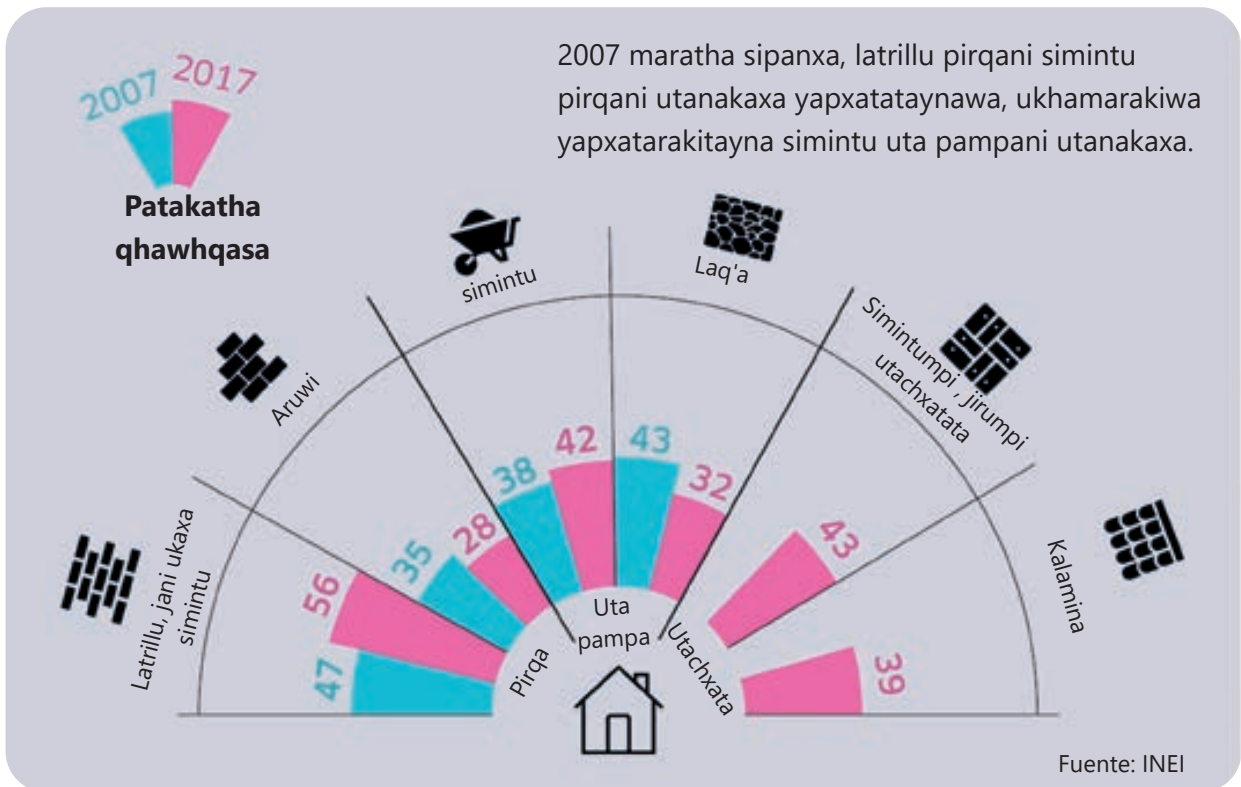 2007 2017
Patakatha
qhawhqasa
2007 maratha sipanxa, latrillu pirqani simintu
pirqani utanakaxa yapxatataynawa, ukhamarakiwa
yapxatarakitayna simintu uta pampani utanakaxa.
Latrillu, jani ukaxa
simintu
Aruwi
simintu
Laq'a
Simintumpi , jirumpi
utachxatata
Kalamina
47
56
35
28
38
42
43
32
43
39
Pirqa
Uta
pampa
Utachxata
Fuente: INEI